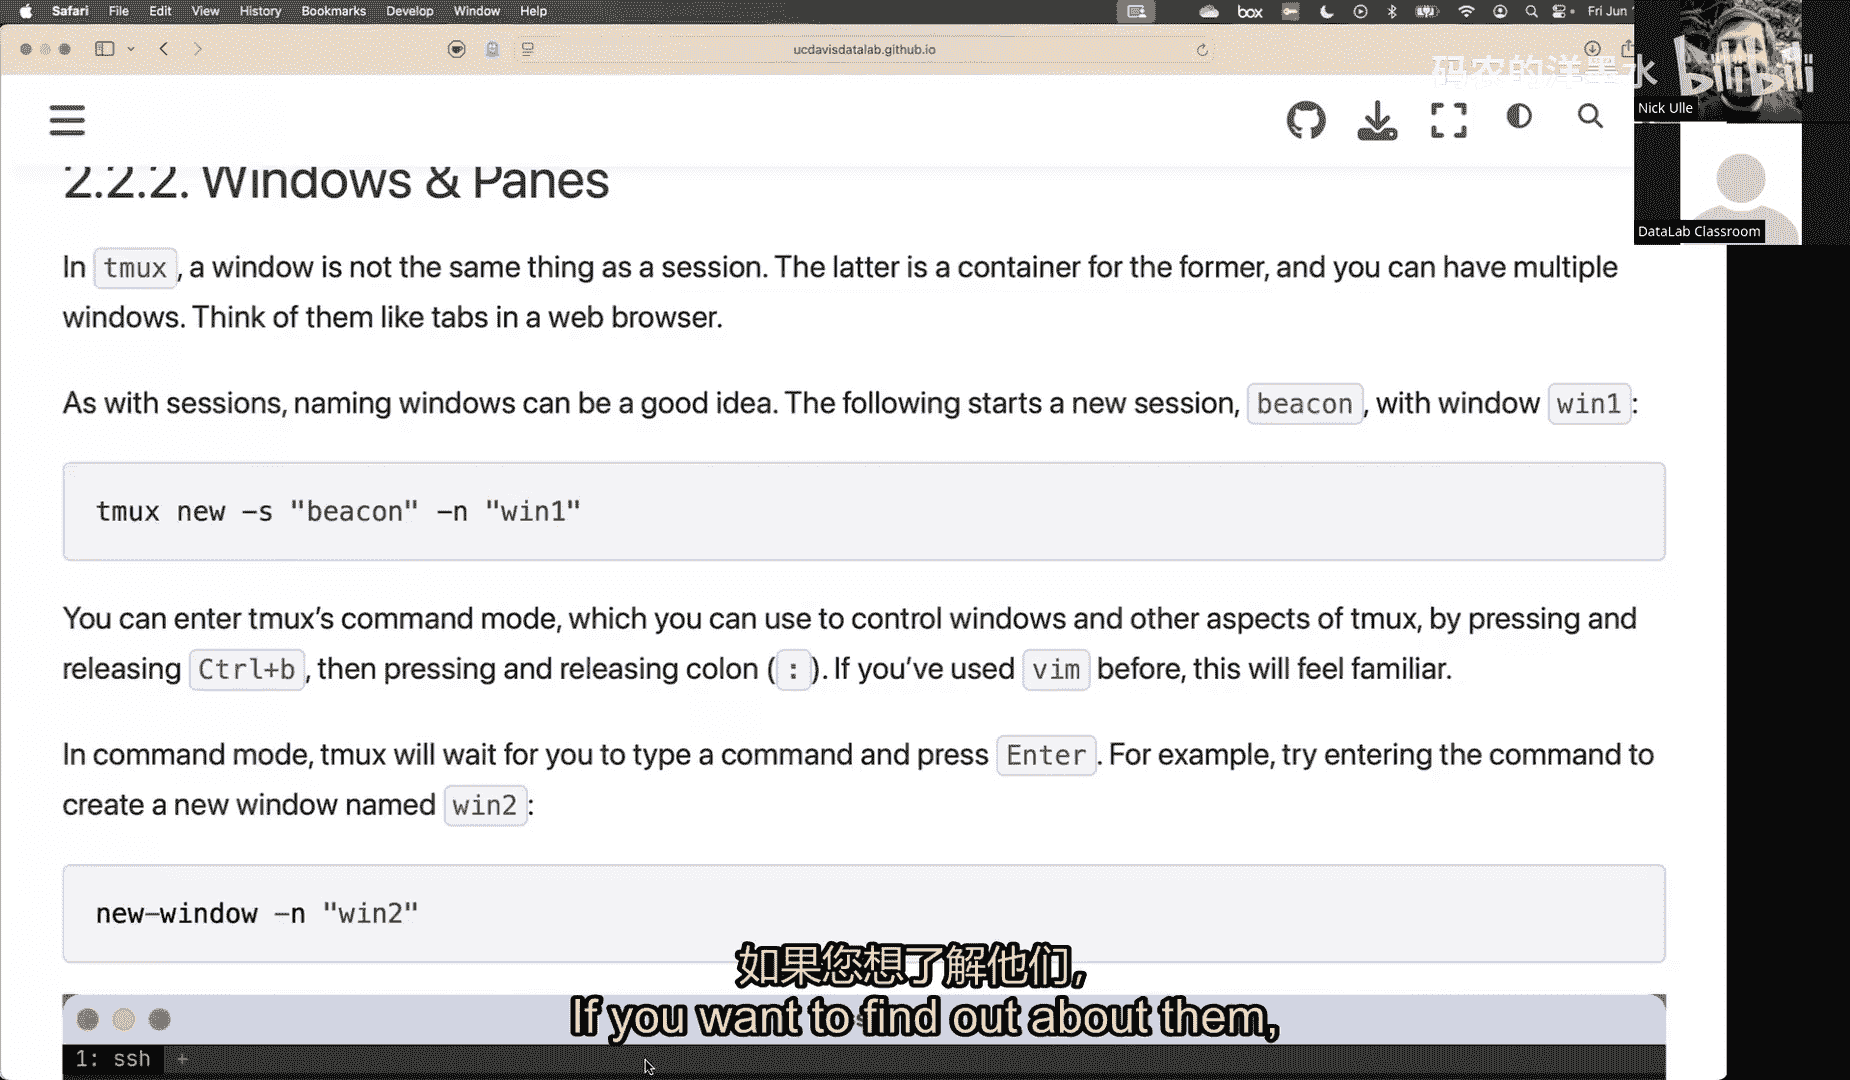 Safari File Edit View History Bookmarks Develop Window Help box Fri Jun
ucdavisdatalab.github.io
码农的洋墨水 bilibili
Nick Ulle
DataLab Classroom
2.2.2. Windows & Panes
In tmux, a window is not the same thing as a session. The latter is a container for the former, and you can have multiple
windows. Think of them like tabs in a web browser.
As with sessions, naming windows can be a good idea. The following starts a new session, beacon, with window win1:
tmux new -s "beacon" -n "win1"
You can enter tmux’s command mode, which you can use to control windows and other aspects of tmux, by pressing and
releasing Ctrl+b, then pressing and releasing colon (:). If you’ve used vim before, this will feel familiar.
In command mode, tmux will wait for you to type a command and press Enter. For example, try entering the command to
create a new window named win2:
new-window -n "win2"
如果您想了解他们,
If you want to find out about them,
1: ssh +